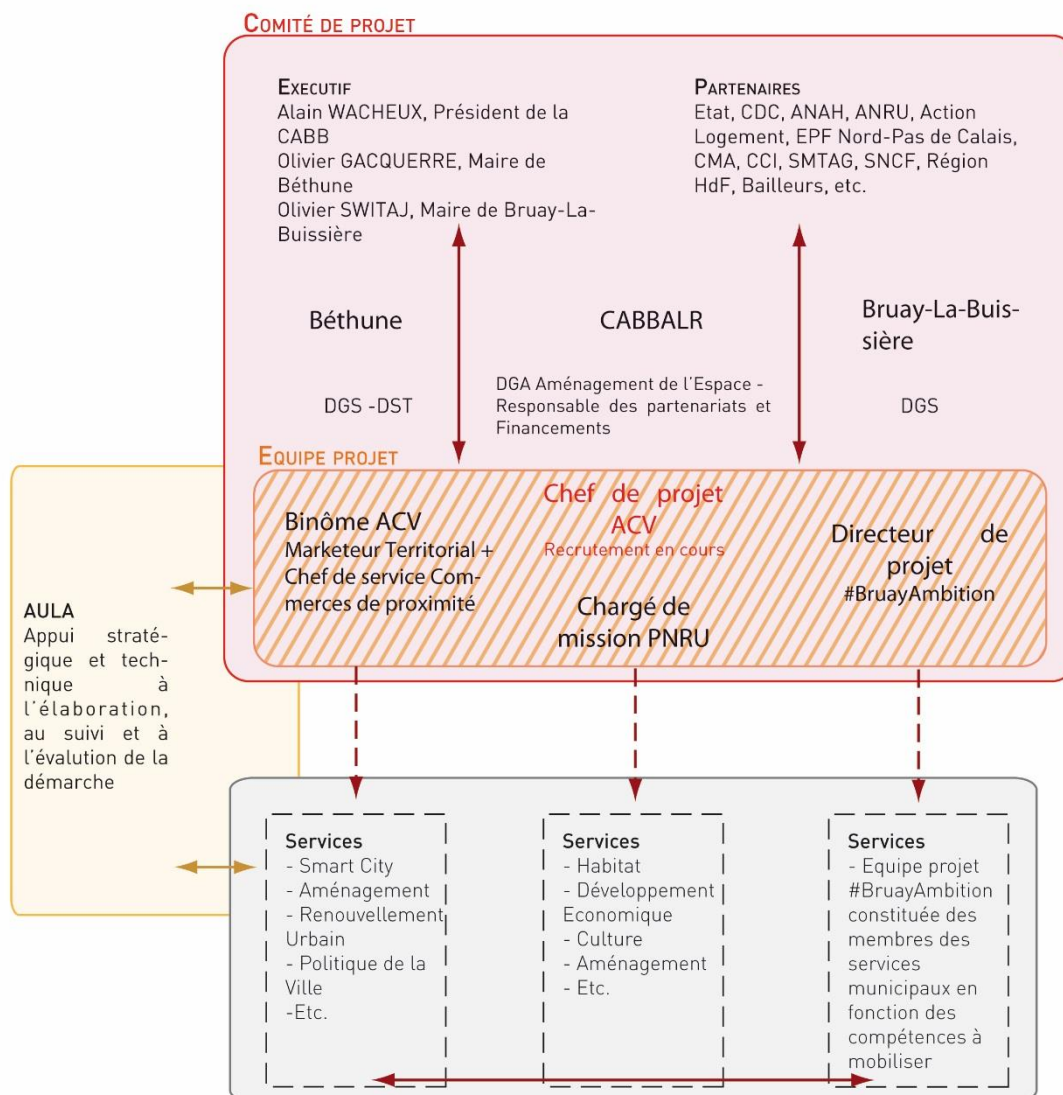 COMITÉ DE PROJET
EXECUTIF
Alain WACHEUX, Président de la
CABB
Olivier GACQUERRE, Maire de
Béthune
Olivier SWITAJ, Maire de Bruay-La-
Buissière
PARTENAIRES
Etat, CDC, ANAH, ANRU, Action
Logement, EPF Nord-Pas de Calais,
CMA, CCI, SMTAG, SNCF, Région
HdF, Bailleurs, etc.
Béthune
CABBALR
Bruay-La-Buis-
sière
DGS -DST
DGA Aménagement de l'Espace -
Responsable des partenariats et
Financements
DGS
EQUIPE PROJET
Binôme ACV
Marketeur Territorial +
Chef de service Com-
merces de proximité
Chef de projet
ACV
Recrutement en cours
Chargé de
mission PNRU
Directeur de
projet
#BruayAmbition
AULA
Appui straté-
gique et tech-
nique à
l'élaboration,
au suivi et à
l'évalution de la
démarche
Services
- Smart City
- Aménagement
- Renouvellement
Urbain
- Politique de la
Ville
-Etc.
Services
- Habitat
- Développement
Economique
- Culture
- Aménagement
- Etc.
Services
- Equipe projet
#BruayAmbition
constituée des
membres des
services
municipaux en
fonction des
compétences à
mobiliser